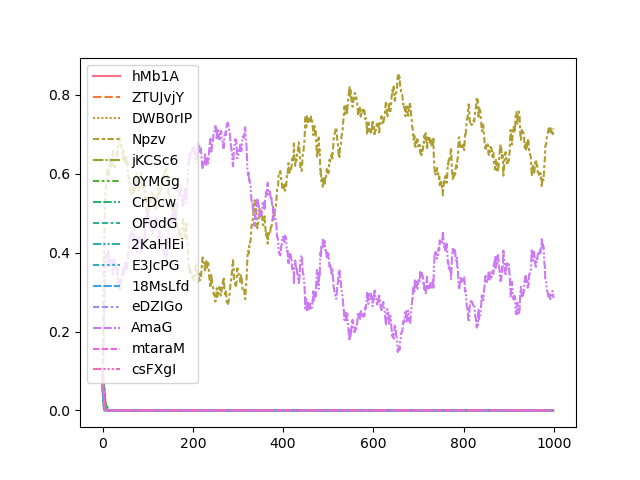 0.8
0.6
0.4
0.2
0.0
0
200
400
600
800
1000
hMb1A
ZTUJvjY
DWB0rIP
Npzv
jKCSc6
0YMGg
CrDcw
OFodG
2KaHlEi
E3JcPG
18MsLfd
eDZIGo
AmaG
mtaraM
csFXgI